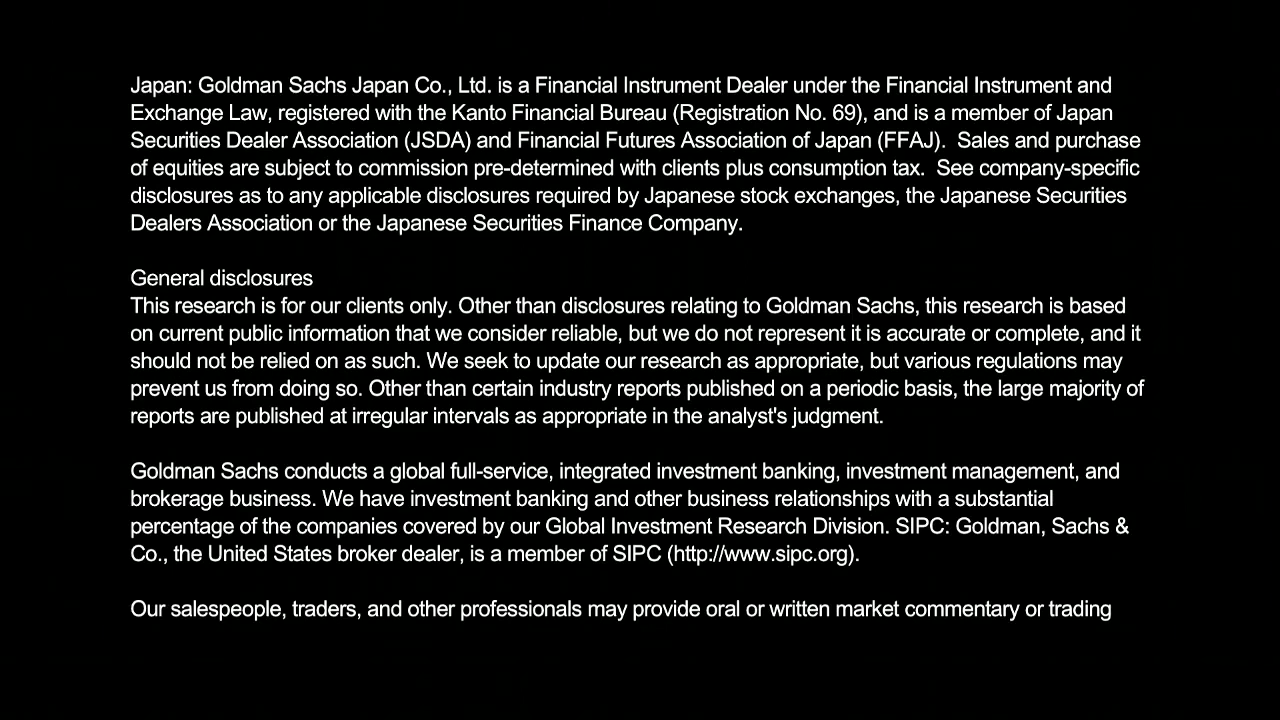 Japan: Goldman Sachs Japan Co., Ltd. is a Financial Instrument Dealer under the Financial Instrument and
Exchange Law, registered with the Kanto Financial Bureau (Registration No. 69), and is a member of Japan
Securities Dealer Association (JSDA) and Financial Futures Association of Japan (FFAJ).  Sales and purchase
of equities are subject to commission pre-determined with clients plus consumption tax.  See company-specific
disclosures as to any applicable disclosures required by Japanese stock exchanges, the Japanese Securities
Dealers Association or the Japanese Securities Finance Company.
General disclosures
This research is for our clients only. Other than disclosures relating to Goldman Sachs, this research is based
on current public information that we consider reliable, but we do not represent it is accurate or complete, and it
should not be relied on as such. We seek to update our research as appropriate, but various regulations may
prevent us from doing so. Other than certain industry reports published on a periodic basis, the large majority of
reports are published at irregular intervals as appropriate in the analyst's judgment.
Goldman Sachs conducts a global full-service, integrated investment banking, investment management, and
brokerage business. We have investment banking and other business relationships with a substantial
percentage of the companies covered by our Global Investment Research Division. SIPC: Goldman, Sachs &
Co., the United States broker dealer, is a member of SIPC (http://www.sipc.org).
Our salespeople, traders, and other professionals may provide oral or written market commentary or trading